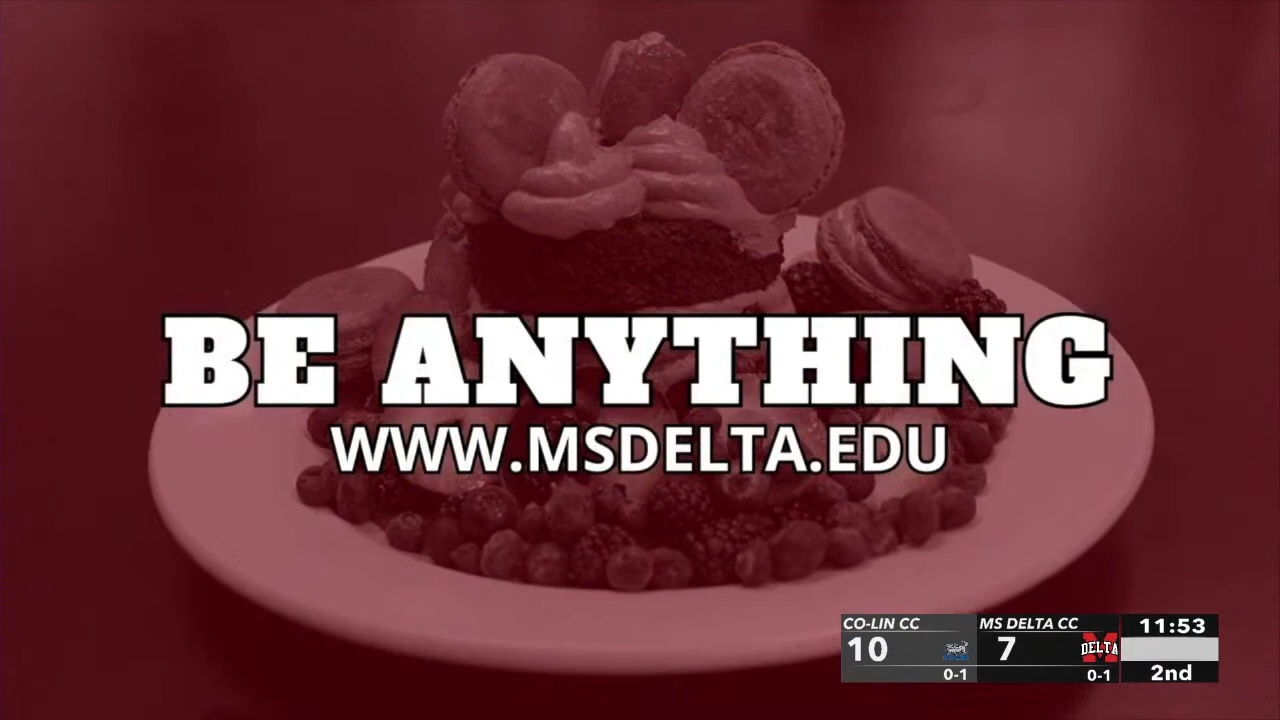 BE ANYTHING
WWW.MSDELTA.EDU
CO-LIN CC
10
0-1
MS DELTA CC
7
DELTA
0-1
11:53
2nd